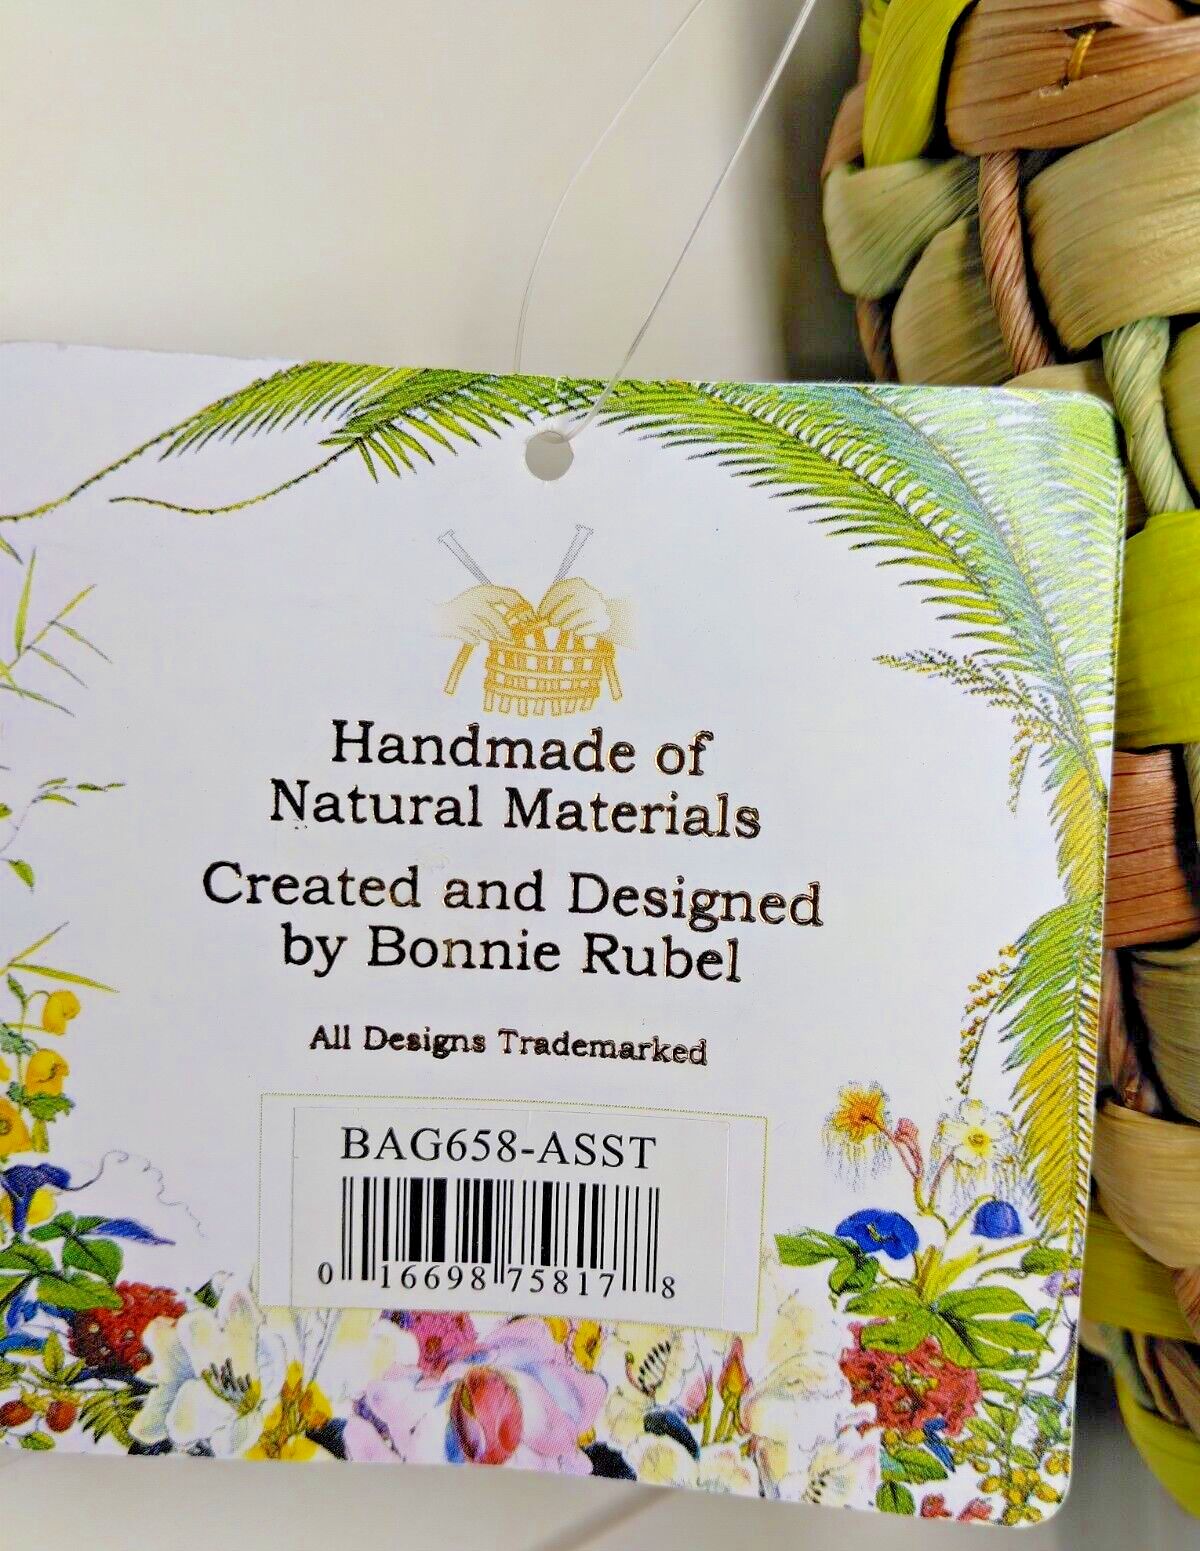 Handmade of
Natural Materials
Created and Designed
by Bonnie Rubel
All Designs Trademarked
BAG658-ASST
0 16698 75817 8